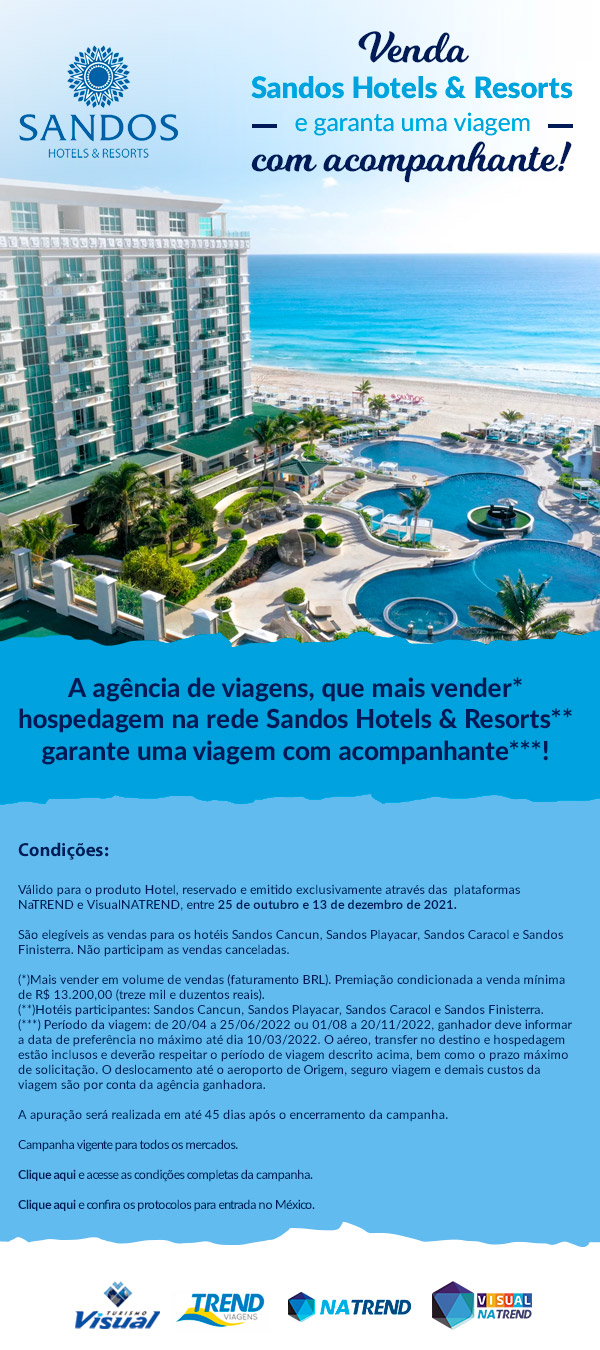 SANDOS
HOTELS & RESORTS
Venda
Sandos Hotels & Resorts
e garanta uma viagem
com acompanhante!
SANDOS
A agência de viagens, que mais vender*
hospedagem na rede Sandos Hotels & Resorts**
garante uma viagem com acompanhante***!
Condições:
Válido para o produto Hotel, reservado e emitido exclusivamente através das plataformas
NaTREND e VisualNATREND, entre 25 de outubro e 13 de dezembro de 2021.
São elegíveis as vendas para os hotéis Sandos Cancun, Sandos Playacar, Sandos Caracol e Sandos
Finisterra. Não participam as vendas canceladas.
(*)Mais vender em volume de vendas (faturamento BRL). Premiação condicionada a venda mínima
de R$ 13.200,00 (treze mil e duzentos reais).
(**)Hotéis participantes: Sandos Cancun, Sandos Playacar, Sandos Caracol e Sandos Finisterra.
(***) Período da viagem: de 20/04 a 25/06/2022 ou 01/08 a 20/11/2022, ganhador deve informar
a data de preferência no máximo até dia 10/03/2022. O aéreo, transfer no destino e hospedagem
estão inclusos e deverão respeitar o período de viagem descrito acima, bem como o prazo máximo
de solicitação. O deslocamento até o aeroporto de Origem, seguro viagem e demais custos da
viagem são por conta da agência ganhadora.
A apuração será realizada em até 45 dias após o encerramento da campanha.
Campanha vigente para todos os mercados.
Clique aqui e acesse as condições completas da campanha.
Clique aqui e confira os protocolos para entrada no México.
TURISMO
Visual
TREND
VIAGENS
NATREND
VISUAL
NATREND